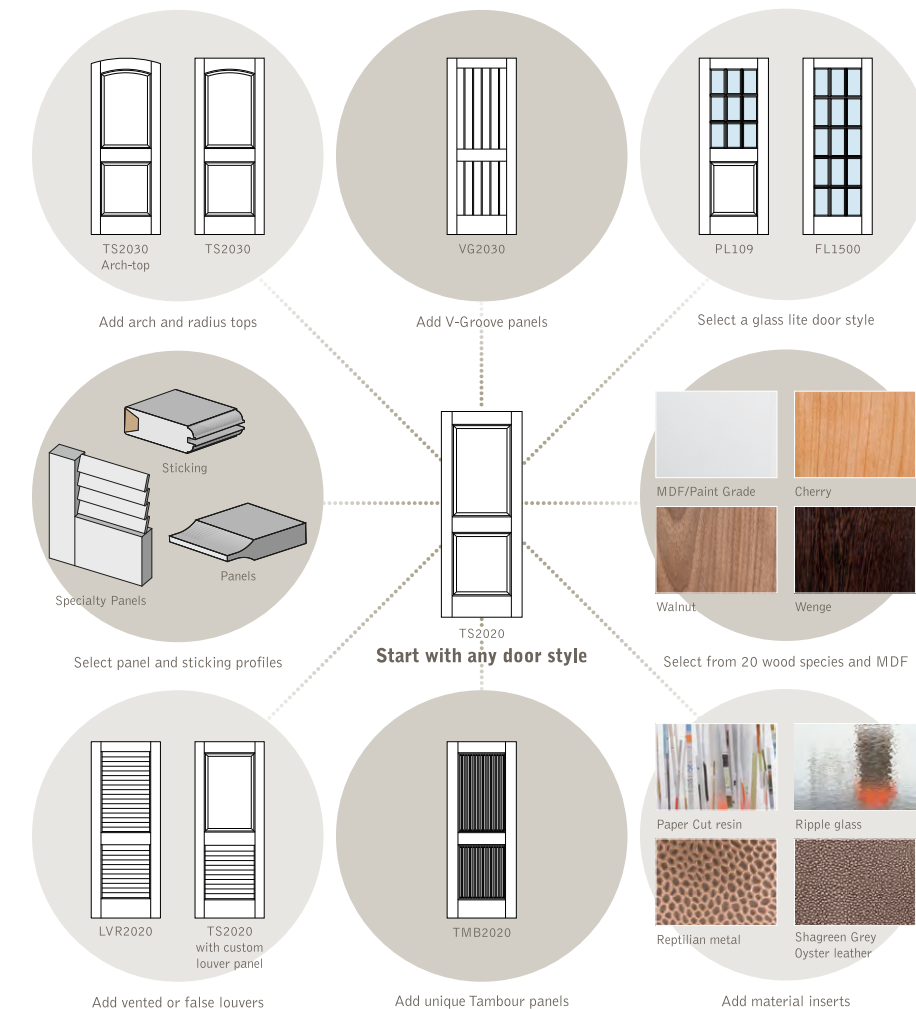 TS2030
Arch-top
TS2030
VG2030
PL109
FL1500
Add arch and radius tops
Add V-Groove panels
Select a glass lite door style
Sticking
Specialty Panels
Panels
MDF/Paint Grade
Cherry
Walnut
Wenge
TS2020
Start with any door style
Select panel and sticking profiles
Select from 20 wood species and MDF
LVR2020
TS2020
with custom
louver panel
TMB2020
Paper Cut resin
Ripple glass
Reptilian metal
Shagreen Grey
Oyster leather
Add vented or false louvers
Add unique Tambour panels
Add material inserts